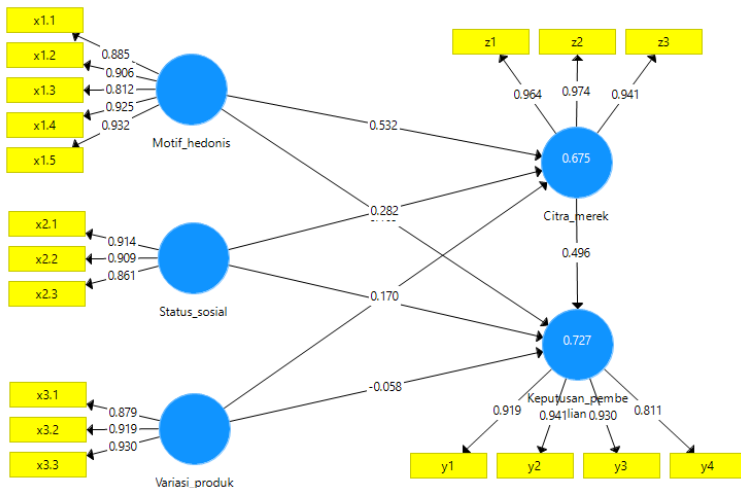 x1.1
x1.2
x1.3
x1.4
x1.5
0.885
0.906
0.812
0.925
0.932
Motif_hedonis
x2.1
x2.2
x2.3
0.914
0.909
0.861
Status_sosial
x3.1
x3.2
x3.3
0.879
0.919
0.930
Variasi_produk
0.532
0.282
0.170
-0.058
z1
z2
z3
0.964
0.974
0.941
0.675
Citra_merek
0.496
0.727
Keputusan_pembe
lian
0.919
0.941
0.930
0.811
y1
y2
y3
y4